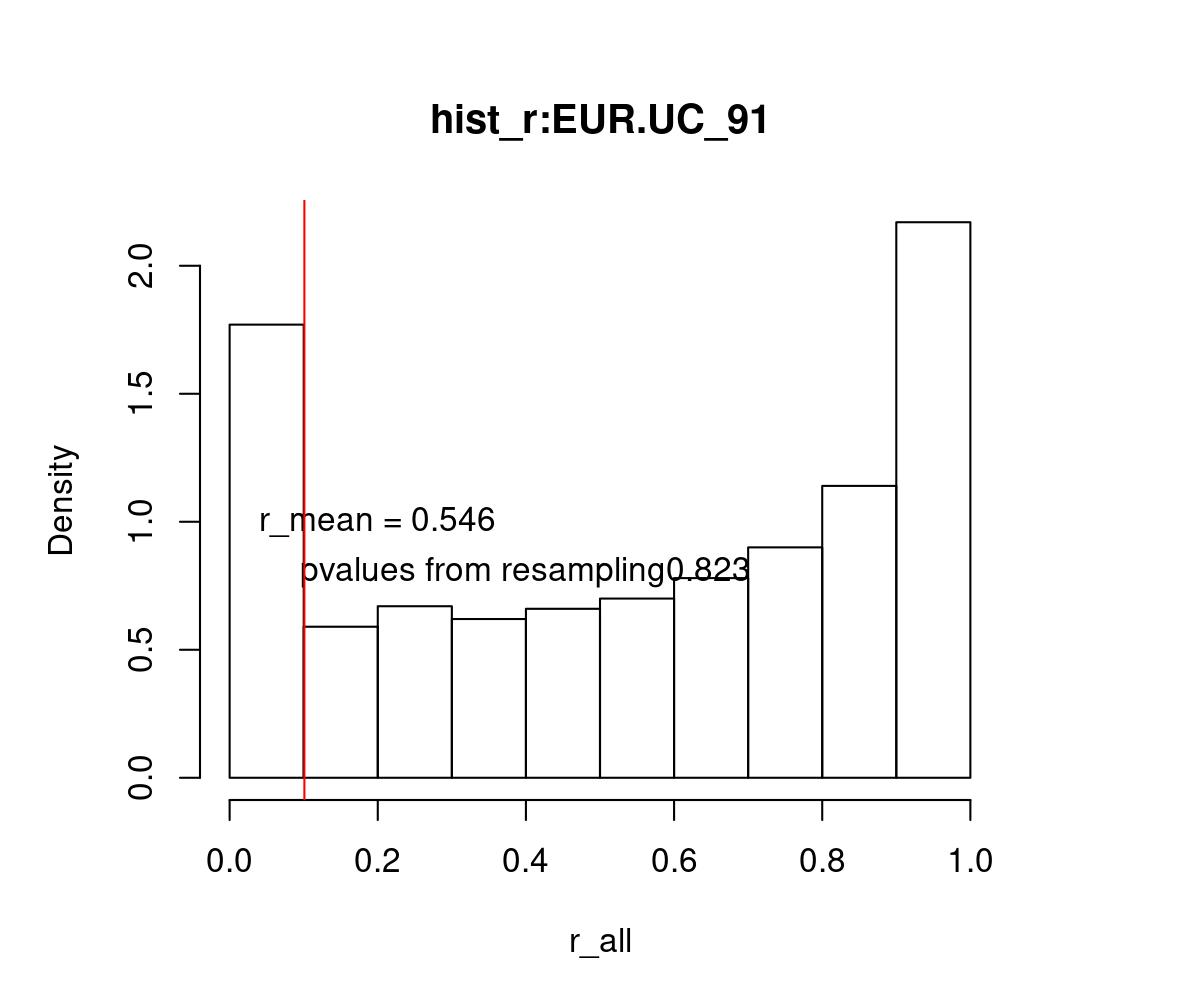 hist_r:EUR.UC_91
2.0
1.5
1.0
0.5
0.0
Density
r_mean = 0.546
pvalues from resampling0.823
0.0 0.2 0.4 0.6 0.8 1.0
r_all